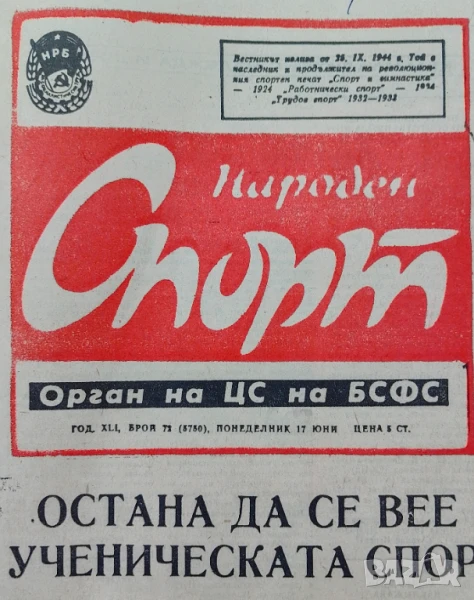 НРБ
Вестникът излиза от 28. IX. 1944 г. Той е
наследник и продължител на революцион-
ния спортен печат „Спорт и гимнастика"
— 1924 „Работнически спорт" — 1934
„Трудов спорт" 1932—1933
Народен
Спорт
Орган на ЦС на БСФС
ГОД. XLI, БРОЙ 72 (5750), ПОНЕДЕЛНИК, 17 ЮНИ ЦЕНА 5 СТ.
ОСТАНА ДА СЕ ВЕЕ
УЧЕНИЧЕСКАТА СПОР